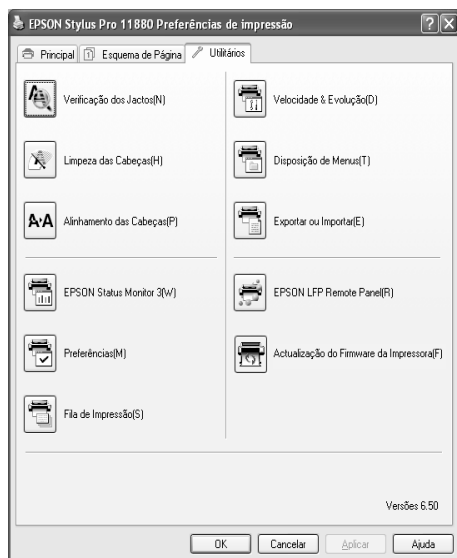 EPSON Stylus Pro 11880 Preferências de impressão
Principal
Esquema de Página
Utilitários
Verificação dos Jactos(N)
Velocidade & Evolução(D)
Limpeza das Cabeças(H)
Disposição de Menus(T)
Alinhamento das Cabeças(P)
Exportar ou Importar(E)
EPSON Status Monitor 3(W)
EPSON LFP Remote Panel(R)
Preferências(M)
Actualização do Firmware da Impressora(F)
Fila de Impressão(S)
Versões 6.50
OK
Cancelar
Aplicar
Ajuda